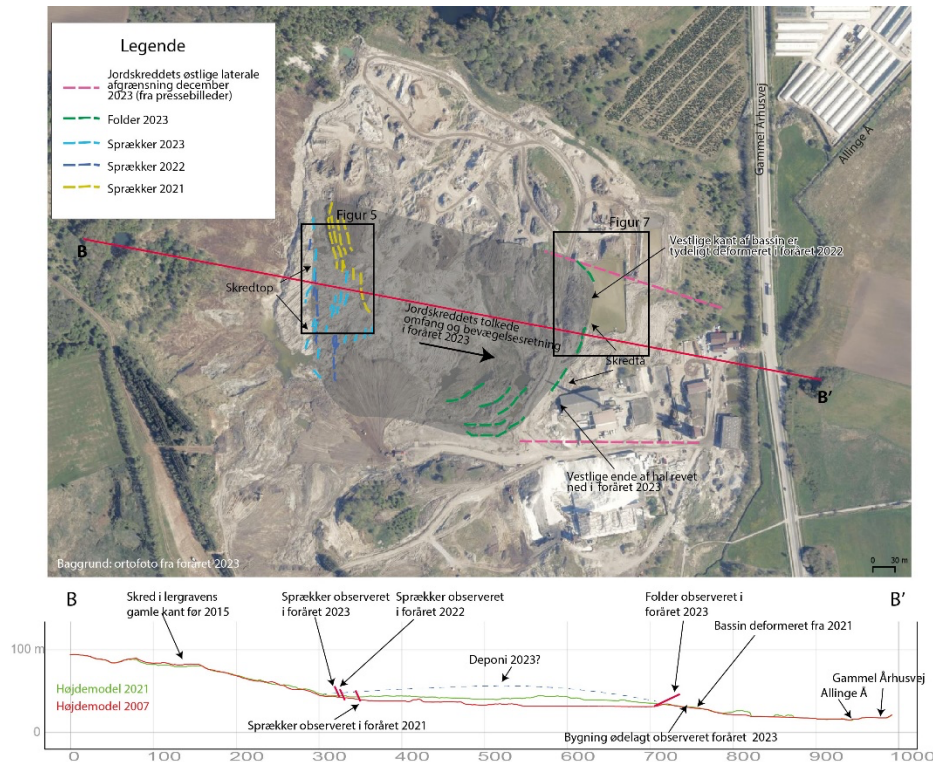 Legende
Jordskreddets østlige laterale
afgrænsning december
2023 (fra pressebilleder)
Folder 2023
Sprækker 2023
Sprækker 2022
Sprækker 2021
Gammel Århusvej
Allinge Å
Figur 5
Figur 7
B
Vestlige kant af bassin er
tydeligt deformeret i foråret 2022
Skredtop
Jordskreddets tolkede
omfang og bevægelsesretning
i foråret 2023
Skredtå
B'
Vestlige ende af hal revet
ned i foråret 2023
Baggrund: ortofoto fra foråret 2023
0 30 m
B
B'
Skred i lergravens
gamle kant før 2015
Sprækker observeret
i foråret 2023
Sprækker observeret
i foråret 2022
Folder observeret i
foråret 2023
Bassin deformeret fra 2021
100 m
Deponi 2023?
Gammel Århusvej
Allinge Å
Højdemodel 2021
Højdemodel 2007
Sprækker observeret i foråret 2021
Bygning ødelagt observeret foråret 2023
0
0 100 200 300 400 500 600 700 800 900 1000